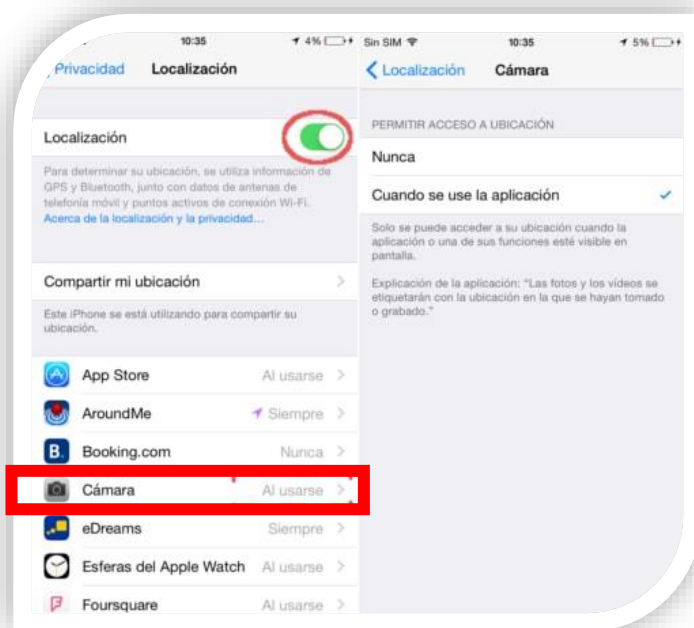 10:35
4%
Privacidad
Localización
Localización
Para determinar su ubicación, se utiliza información de
GPS y Bluetooth, junto con datos de antenas de
telefonía móvil y puntos activos de conexión Wi-Fi.
Acerca de la localización y la privacidad...
Compartir mi ubicación
Este iPhone se está utilizando para compartir su
ubicación.
App Store Al usarse
AroundMe Siempre
B. Booking.com Nunca
Cámara Al usarse
eDreams Siempre
Esferas del Apple Watch Al usarse
Foursquare Al usarse
Sin SIM 10:35 5%
Localización Cámara
PERMITIR ACCESO A UBICACIÓN
Nunca
Cuando se use la aplicación
Solo se puede acceder a su ubicación cuando la
aplicación o una de sus funciones esté visible en
pantalla.
Explicación de la aplicación: "Las fotos y los vídeos se
etiquetarán con la ubicación en la que se hayan tomado
o grabado."